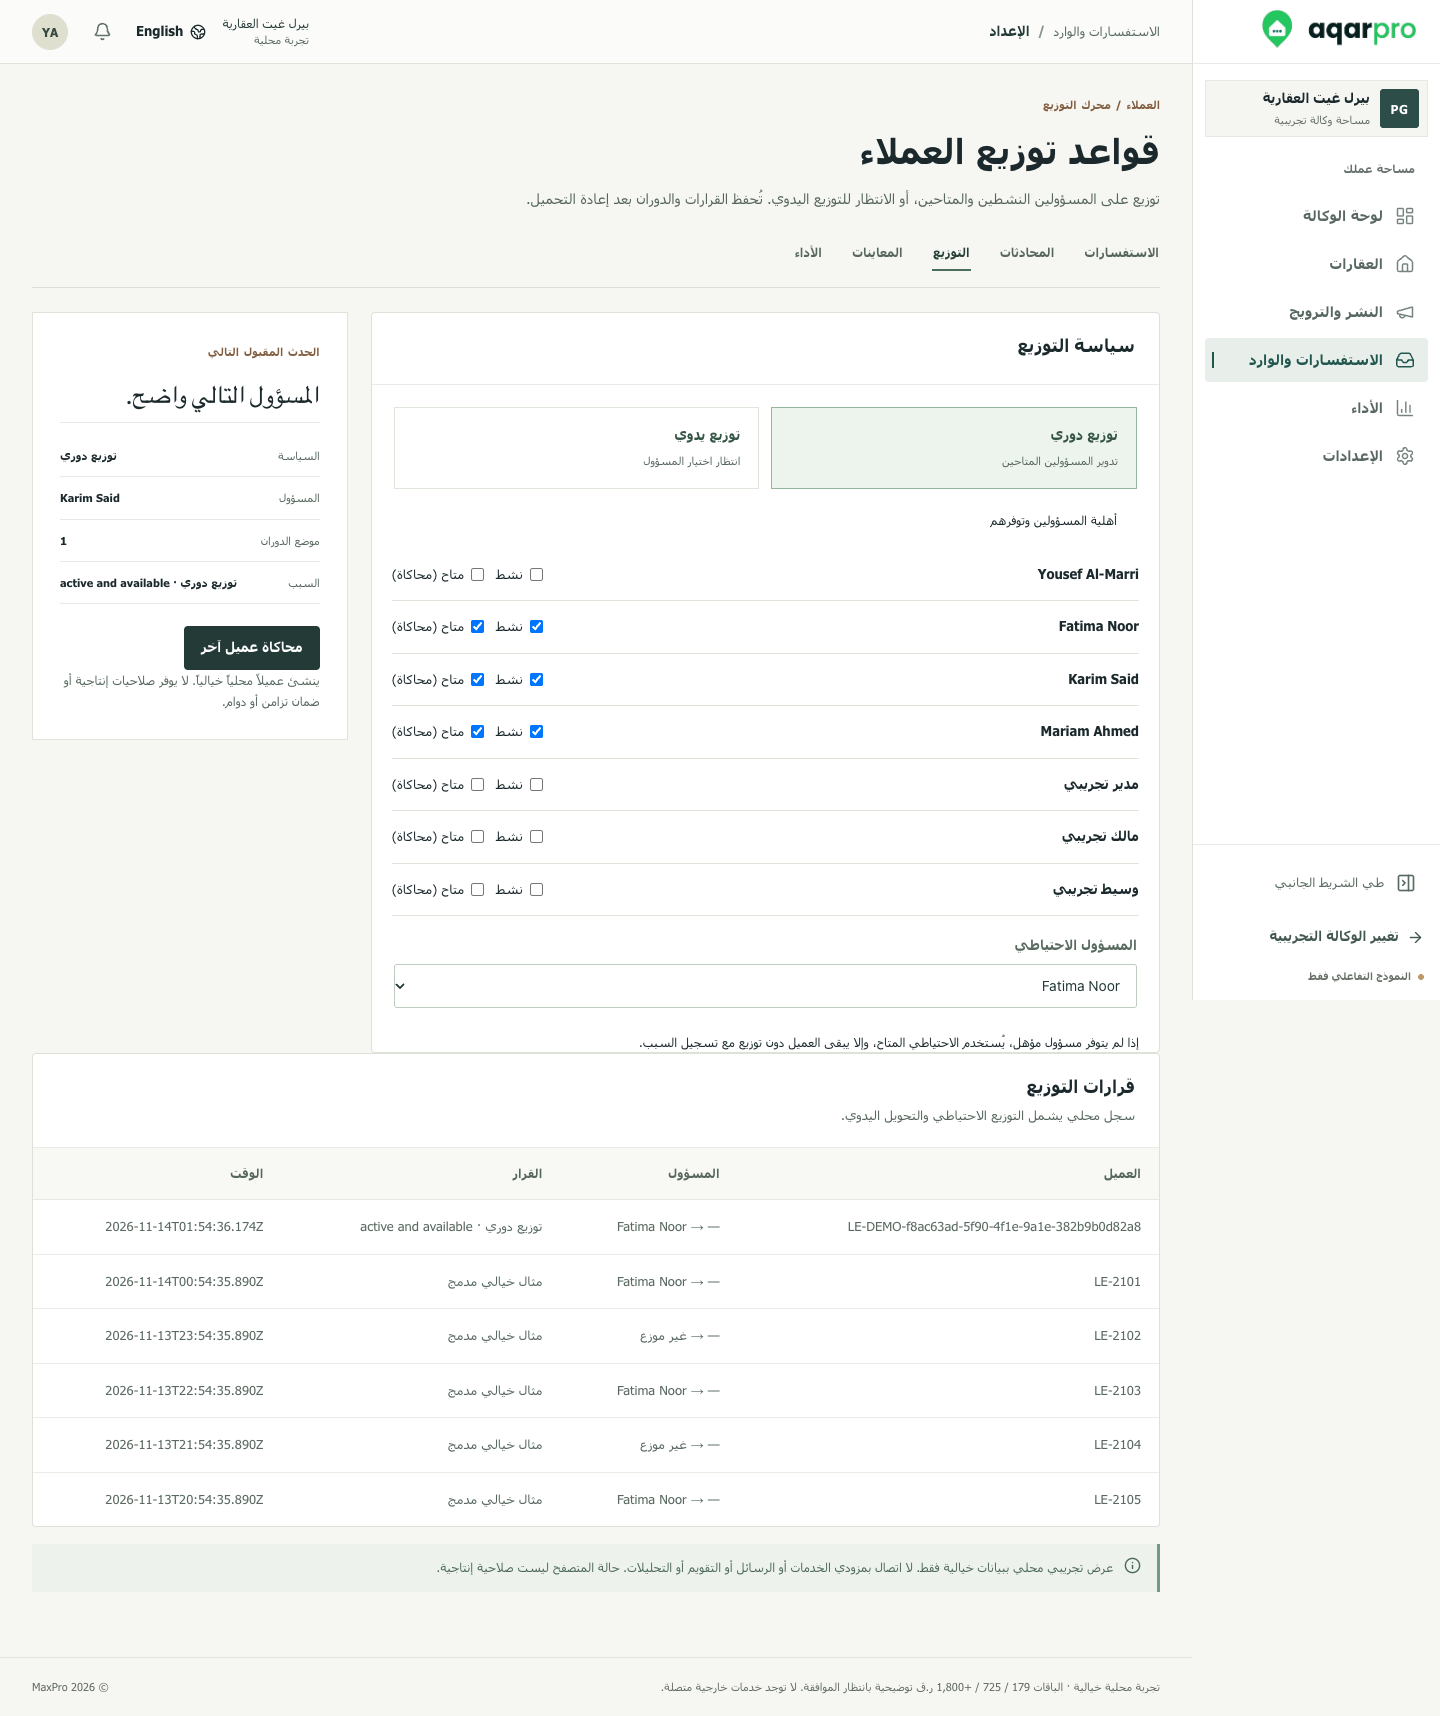 aqarpro
PG
بيرل غيت العقارية
مساحة وكالة تجريبية
مساحة عملك
لوحة الوكالة
العقارات
النشر والترويج
الاستفسارات والوارد
الأداء
الإعدادات
طي الشريط الجانبي
تغيير الوكالة التجريبية
النموذج التفاعلي فقط
الاستفسارات والوارد / الإعداد
بيرل غيت العقارية
تجربة محلية
English
YA
العملاء / محرك التوزيع
قواعد توزيع العملاء
توزيع على المسؤولين النشطين والمتاحين، أو الانتظار للتوزيع اليدوي. تُحفظ القرارات والدوران بعد إعادة التحميل.
الاستفسارات المحادثات التوزيع المعاينات الأداء
سياسة التوزيع
توزيع دوري
تدوير المسؤولين المتاحين
توزيع يدوي
انتظار اختيار المسؤول
أهلية المسؤولين وتوفرهم
Yousef Al-Marri نشط متاح (محاكاة)
Fatima Noor نشط متاح (محاكاة)
Karim Said نشط متاح (محاكاة)
Mariam Ahmed نشط متاح (محاكاة)
مدير تجريبي نشط متاح (محاكاة)
مالك تجريبي نشط متاح (محاكاة)
وسيط تجريبي نشط متاح (محاكاة)
المسؤول الاحتياطي
Fatima Noor
إذا لم يتوفر مسؤول مؤهل، يُستخدم الاحتياطي المتاح، وإلا يبقى العميل دون توزيع مع تسجيل السبب.
الحدث المقبول التالي
المسؤول التالي واضح.
السياسة توزيع دوري
المسؤول Karim Said
موضع الدوران 1
السبب توزيع دوري · active and available
محاكاة عميل آخر
ينشئ عميلاً محلياً خيالياً. لا يوفر صلاحيات إنتاجية أو
ضمان تزامن أو دوام.
قرارات التوزيع
سجل محلي يشمل التوزيع الاحتياطي والتحويل اليدوي.
العميل المسؤول القرار الوقت
LE-DEMO-f8ac63ad-5f90-4f1e-9a1e-382b9b0d82a8 — → Fatima Noor توزيع دوري · active and available 2026-11-14T01:54:36.174Z
LE-2101 — → Fatima Noor مثال خيالي مدمج 2026-11-14T00:54:35.890Z
LE-2102 — → غير موزع مثال خيالي مدمج 2026-11-13T23:54:35.890Z
LE-2103 — → Fatima Noor مثال خيالي مدمج 2026-11-13T22:54:35.890Z
LE-2104 — → غير موزع مثال خيالي مدمج 2026-11-13T21:54:35.890Z
LE-2105 — → Fatima Noor مثال خيالي مدمج 2026-11-13T20:54:35.890Z
عرض تجريبي محلي ببيانات خيالية فقط. لا اتصال بمزودي الخدمات أو الرسائل أو التقويم أو التحليلات. حالة المتصفح ليست صلاحية إنتاجية.
تجربة محلية خيالية · الباقات 179 / 725 / +1,800 ر.ق توضيحية بانتظار الموافقة. لا توجد خدمات خارجية متصلة.
© 2026 MaxPro